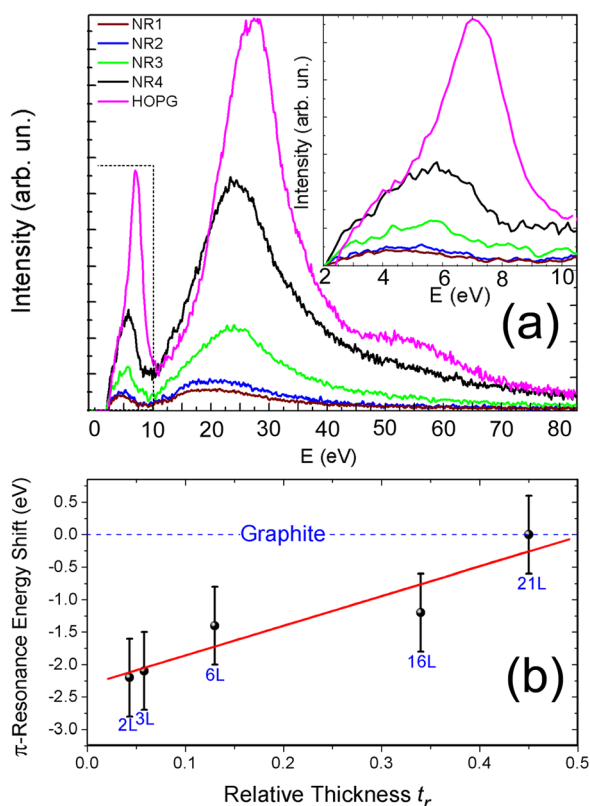 NR1
NR2
NR3
NR4
HOPG
Intensity (arb. un.)
Intensity (arb. un.)
2 4 6 8 10
E (eV)
(a)
0 10 20 30 40 50 60 70 80
E (eV)
π-Resonance Energy Shift (eV)
0.5
0.0
-0.5
-1.0
-1.5
-2.0
-2.5
-3.0
Graphite
21L
16L
6L
2L 3L
(b)
0.0 0.1 0.2 0.3 0.4 0.5
Relative Thickness tr